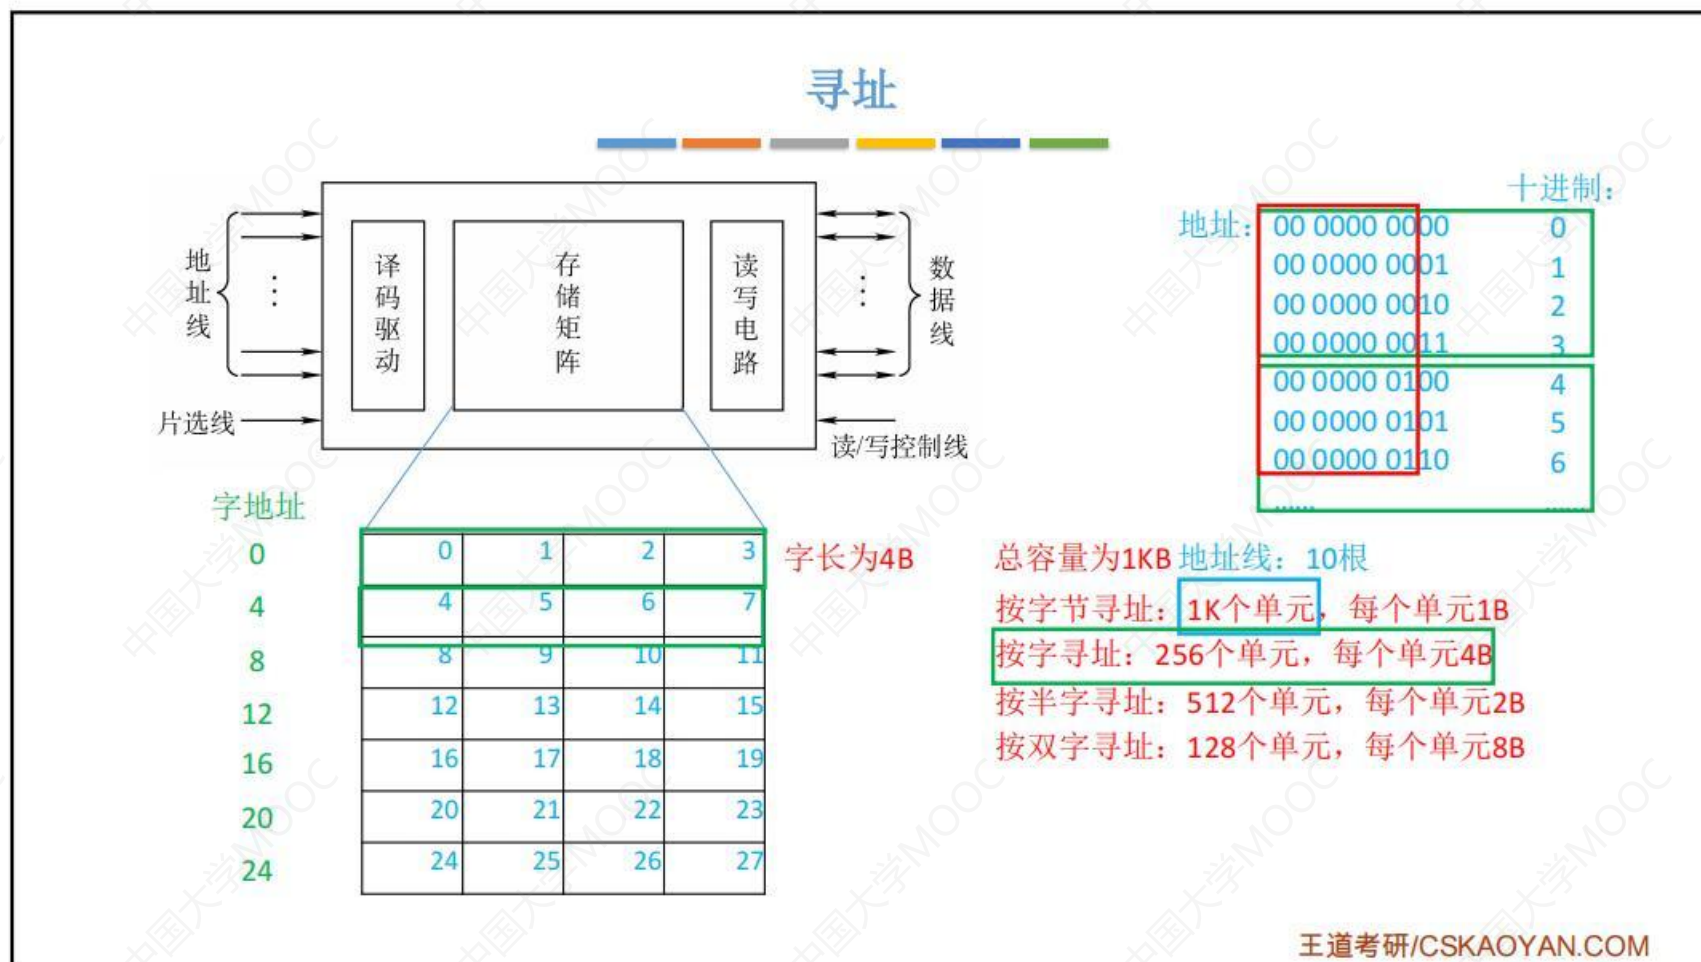 寻址
地址线
⋮
译码驱动
存储矩阵
读写电路
⋮
数据线
片选线
读/写控制线
十进制：
地址：
00 0000 0000 0
00 0000 0001 1
00 0000 0010 2
00 0000 0011 3
00 0000 0100 4
00 0000 0101 5
00 0000 0110 6
...... ......
字地址
0 0 1 2 3 字长为4B
4 4 5 6 7
8 8 9 10 11
12 12 13 14 15
16 16 17 18 19
20 20 21 22 23
24 24 25 26 27
总容量为1KB 地址线：10根
按字节寻址：1K个单元，每个单元1B
按字寻址：256个单元，每个单元4B
按半字寻址：512个单元，每个单元2B
按双字寻址：128个单元，每个单元8B
王道考研/CSKAOYAN.COM
中国大学MOOC